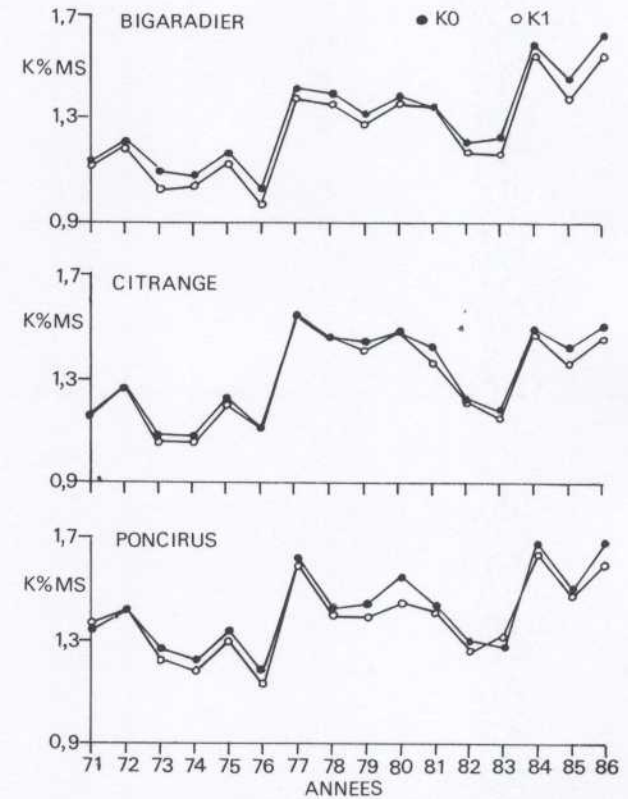 1,7
BIGARADIER
K0
K1
K%MS
1,3
0,9
1,7
CITRANGE
K%MS
1,3
0,9
1,7
PONCIRUS
K%MS
1,3
0,9
71 72 73 74 75 76 77 78 79 80 81 82 83 84 85 86
ANNEES